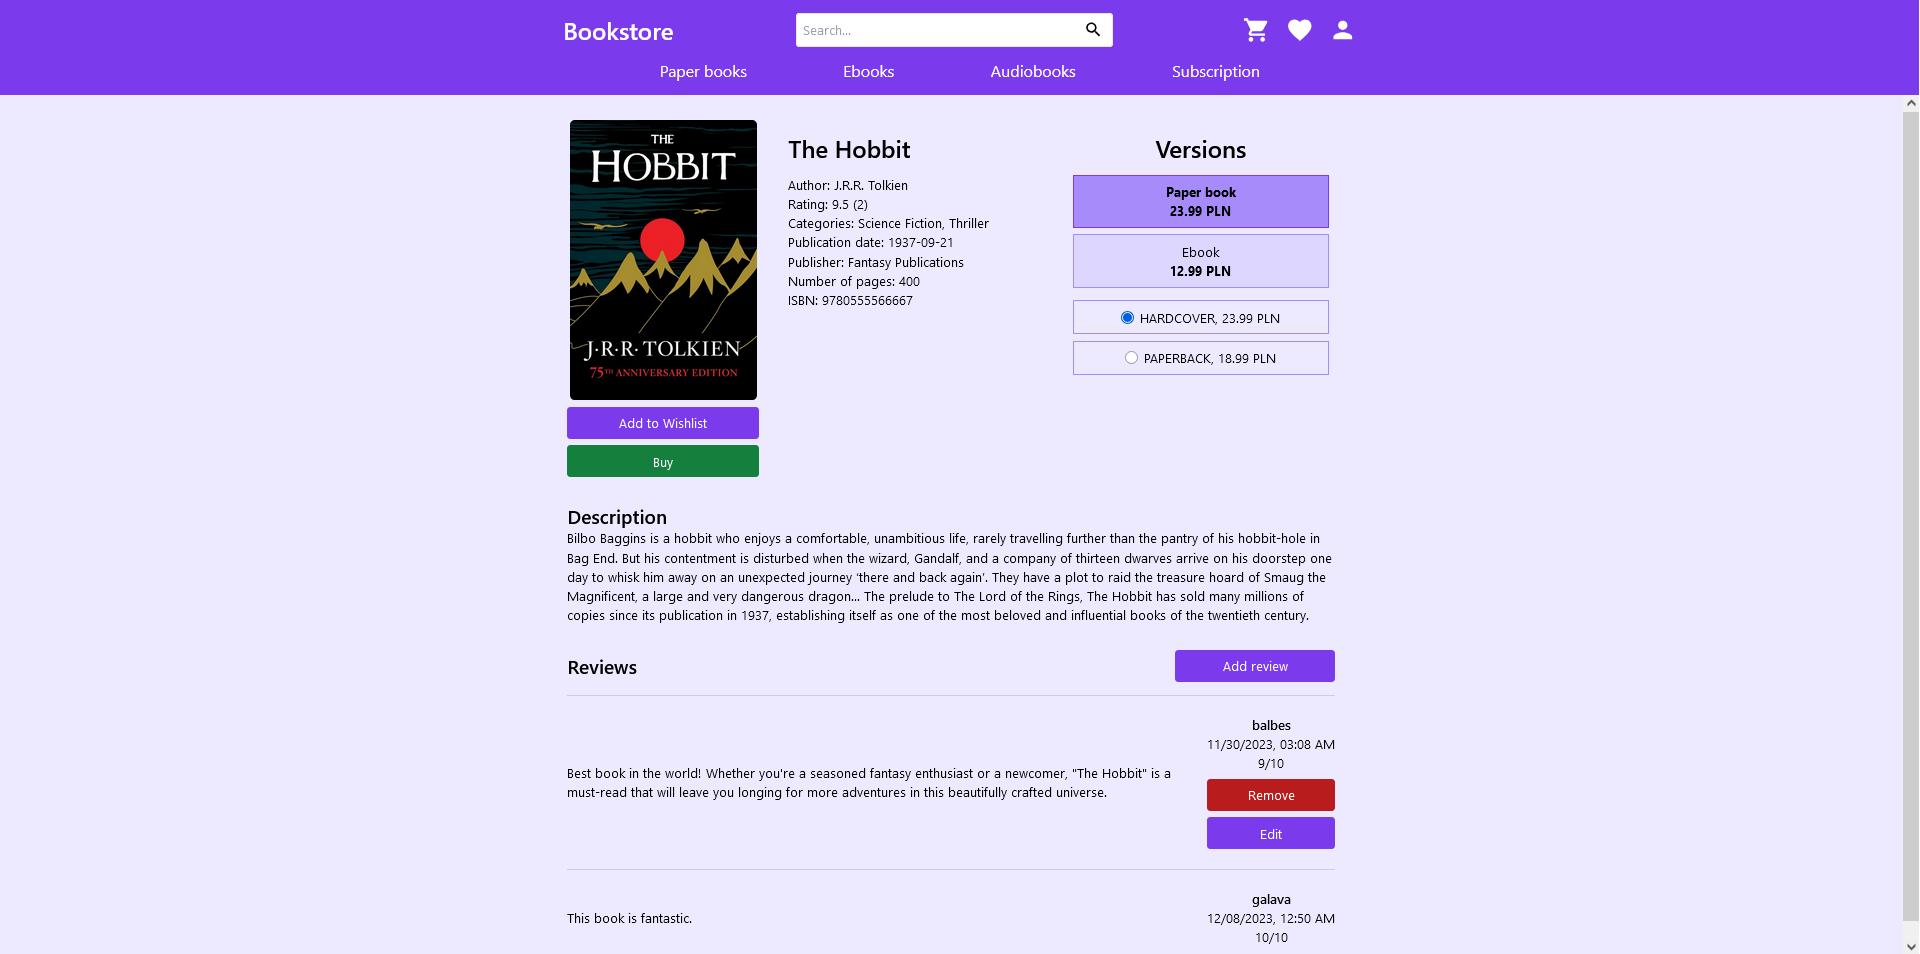 Bookstore
Search...
Paper books
Ebooks
Audiobooks
Subscription
THE
HOBBIT
J·R·R·TOLKIEN
75TH ANNIVERSARY EDITION
Add to Wishlist
Buy
The Hobbit
Author: J.R.R. Tolkien
Rating: 9.5 (2)
Categories: Science Fiction, Thriller
Publication date: 1937-09-21
Publisher: Fantasy Publications
Number of pages: 400
ISBN: 9780555566667
Versions
Paper book
23.99 PLN
Ebook
12.99 PLN
HARDCOVER, 23.99 PLN
PAPERBACK, 18.99 PLN
Description
Bilbo Baggins is a hobbit who enjoys a comfortable, unambitious life, rarely travelling further than the pantry of his hobbit-hole in
Bag End. But his contentment is disturbed when the wizard, Gandalf, and a company of thirteen dwarves arrive on his doorstep one
day to whisk him away on an unexpected journey ‘there and back again’. They have a plot to raid the treasure hoard of Smaug the
Magnificent, a large and very dangerous dragon... The prelude to The Lord of the Rings, The Hobbit has sold many millions of
copies since its publication in 1937, establishing itself as one of the most beloved and influential books of the twentieth century.
Reviews
Add review
Best book in the world! Whether you're a seasoned fantasy enthusiast or a newcomer, "The Hobbit" is a
must-read that will leave you longing for more adventures in this beautifully crafted universe.
balbes
11/30/2023, 03:08 AM
9/10
Remove
Edit
This book is fantastic.
galava
12/08/2023, 12:50 AM
10/10